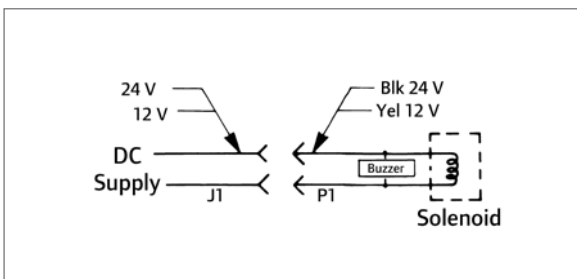 24 V
12 V
Blk 24 V
Yel 12 V
DC
Supply
J1
P1
Buzzer
Solenoid